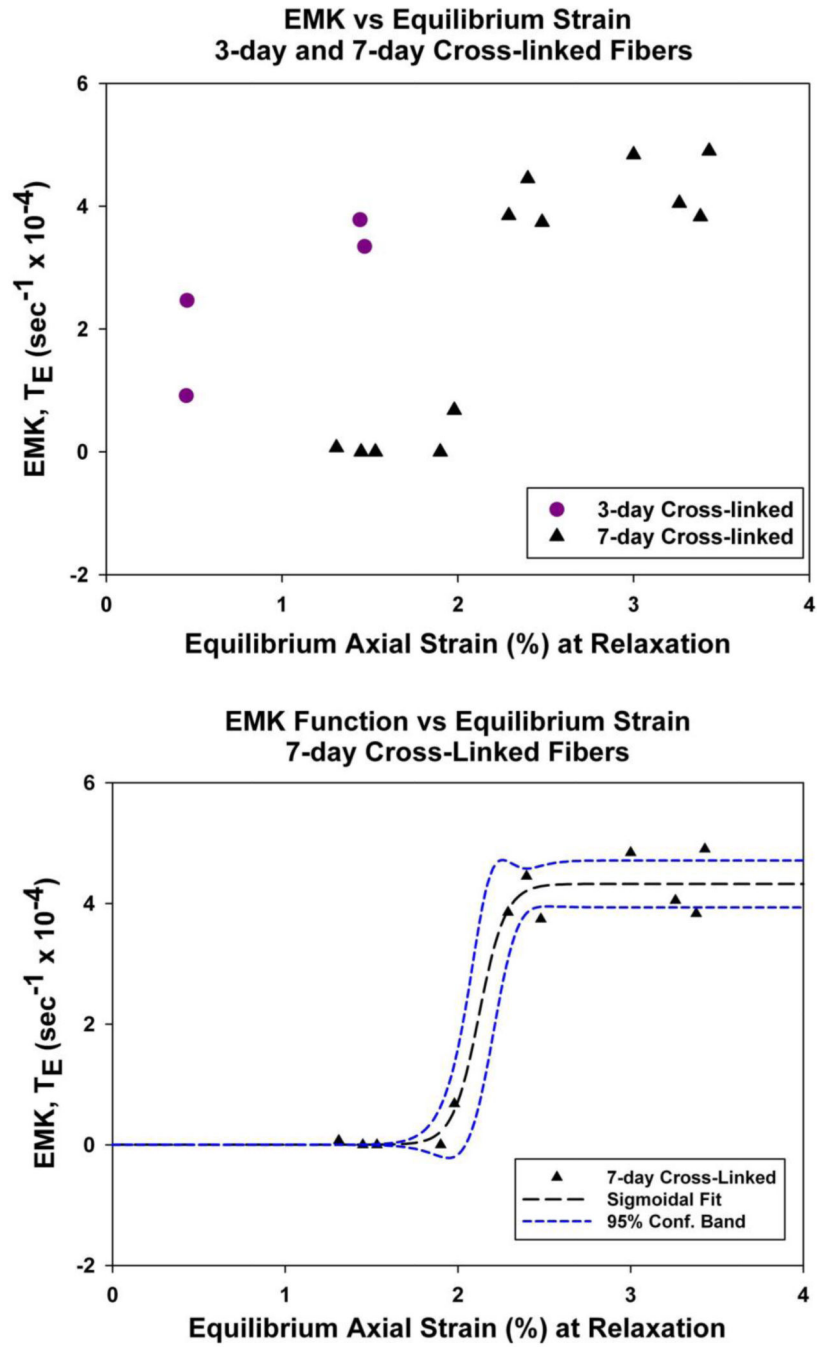 EMK vs Equilibrium Strain
3-day and 7-day Cross-linked Fibers
6
4
2
0
-2
EMK, TE (sec-1 x 10-4)
3-day Cross-linked
7-day Cross-linked
0 1 2 3 4
Equilibrium Axial Strain (%) at Relaxation
EMK Function vs Equilibrium Strain
7-day Cross-Linked Fibers
6
4
2
0
-2
EMK, TE (sec-1 x 10-4)
7-day Cross-Linked
Sigmoidal Fit
95% Conf. Band
0 1 2 3 4
Equilibrium Axial Strain (%) at Relaxation